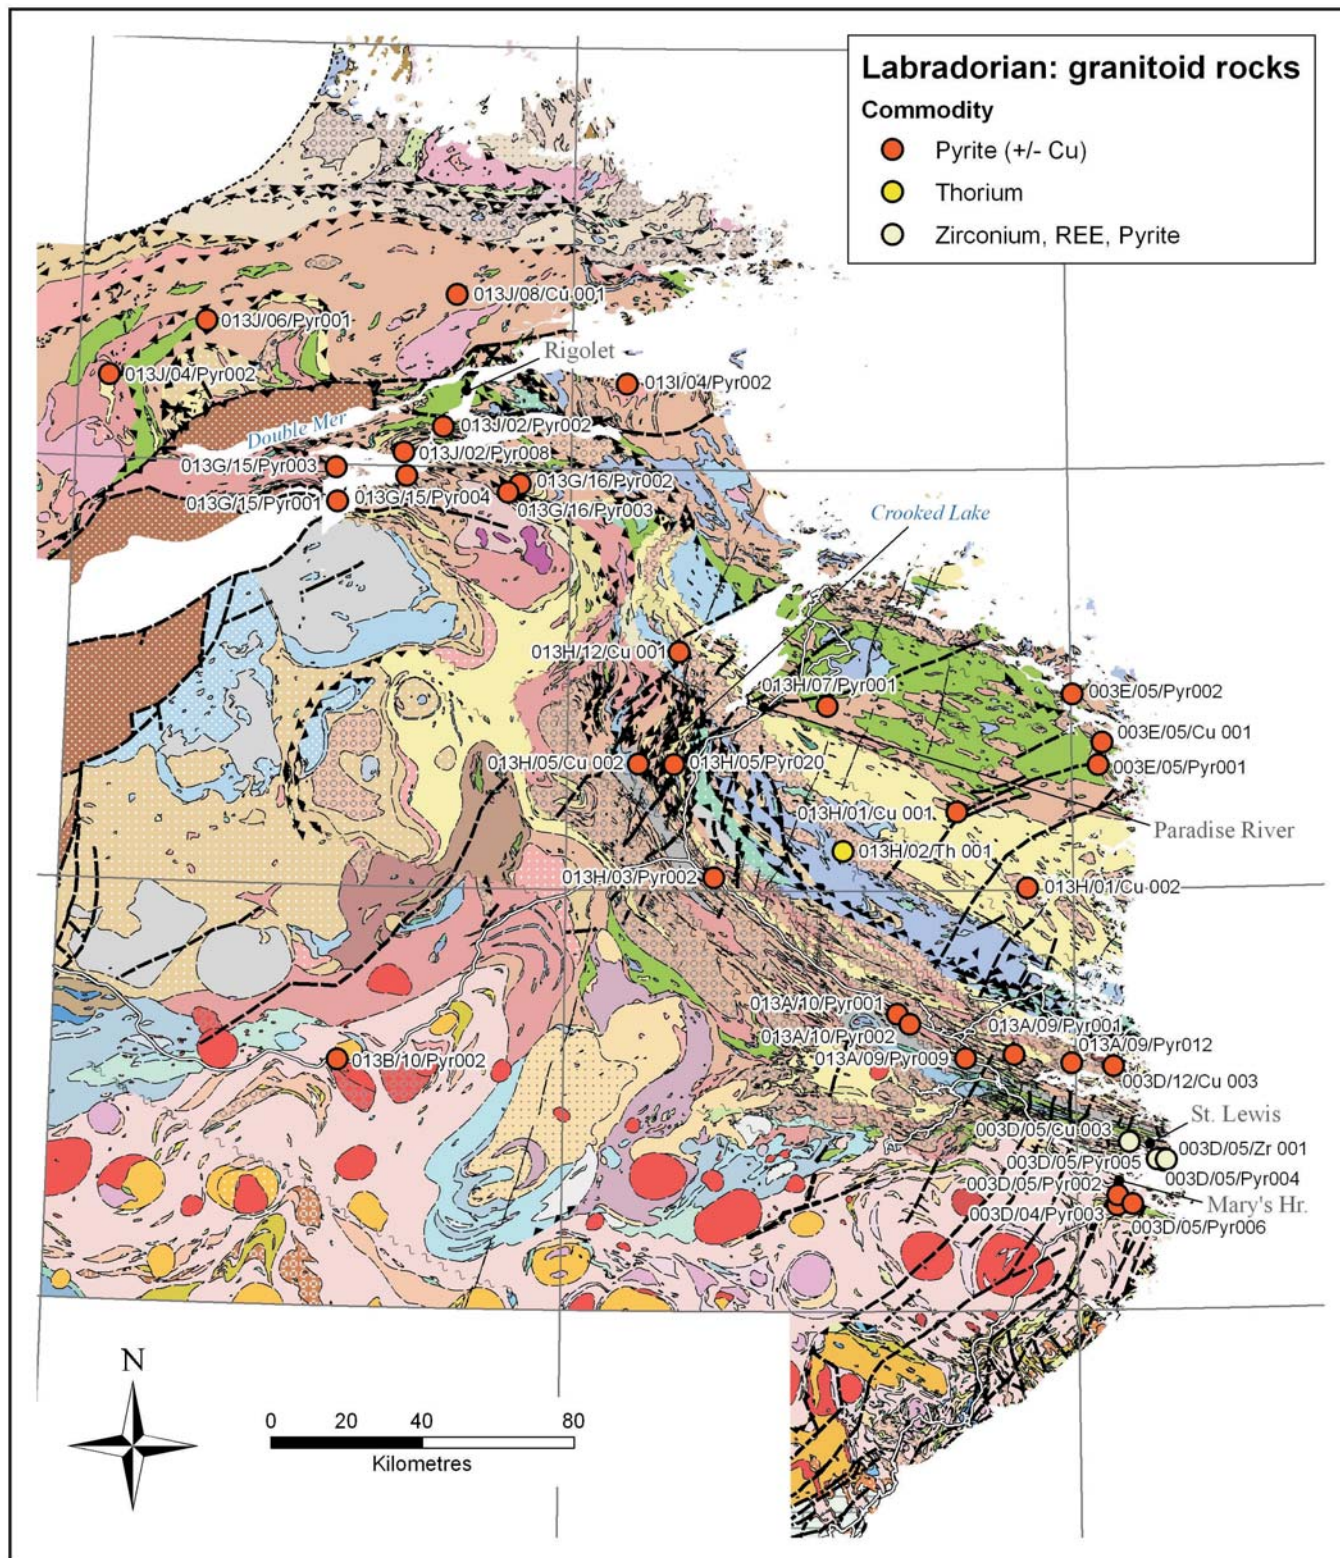 Labradorian: granitoid rocks
Commodity
Pyrite (+/- Cu)
Thorium
Zirconium, REE, Pyrite
013J/08/Cu 001
013J/06/Pyr001
Rigolet
013J/04/Pyr002
013I/04/Pyr002
Double Mer
013J/02/Pyr002
013J/02/Pyr008
013G/15/Pyr003
013G/16/Pyr002
013G/15/Pyr001
013G/15/Pyr004
013G/16/Pyr003
Crooked Lake
013H/12/Cu 001
013H/07/Pyr001
003E/05/Pyr002
003E/05/Cu 001
013H/05/Cu 002
013H/05/Pyr020
003E/05/Pyr001
013H/01/Cu 001
Paradise River
013H/02/Th 001
013H/03/Pyr002
013H/01/Cu 002
013A/10/Pyr001
013A/09/Pyr001
013A/10/Pyr002
013A/09/Pyr012
013A/09/Pyr009
013B/10/Pyr002
003D/12/Cu 003
St. Lewis
003D/05/Cu 003
003D/05/Zr 001
003D/05/Pyr005
003D/05/Pyr004
003D/05/Pyr002
Mary's Hr.
003D/04/Pyr003
003D/05/Pyr006
N
0 20 40 80
Kilometres